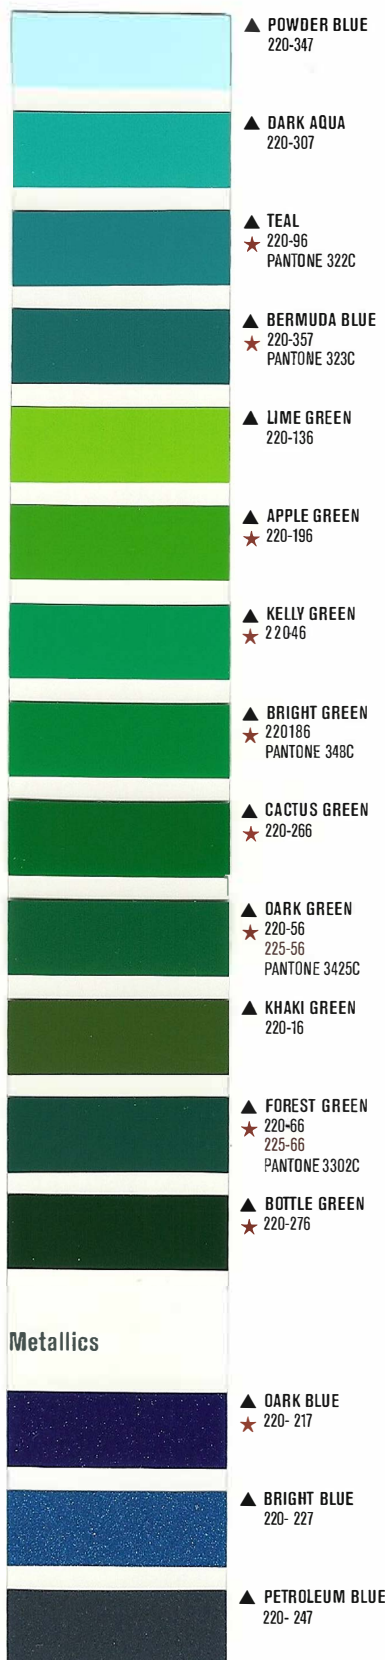 POWDER BLUE
220-347
DARK AQUA
220-307
TEAL
220-96
PANTONE 322C
BERMUDA BLUE
220-357
PANTONE 323C
LIME GREEN
220-136
APPLE GREEN
220-196
KELLY GREEN
22046
BRIGHT GREEN
220186
PANTONE 348C
CACTUS GREEN
220-266
OARK GREEN
220-56
225-56
PANTONE 3425C
KHAKI GREEN
220-16
FOREST GREEN
220-66
225-66
PANTONE 3302C
BOTTLE GREEN
220-276
Metallics
OARK BLUE
220- 217
BRIGHT BLUE
220- 227
PETROLEUM BLUE
220- 247